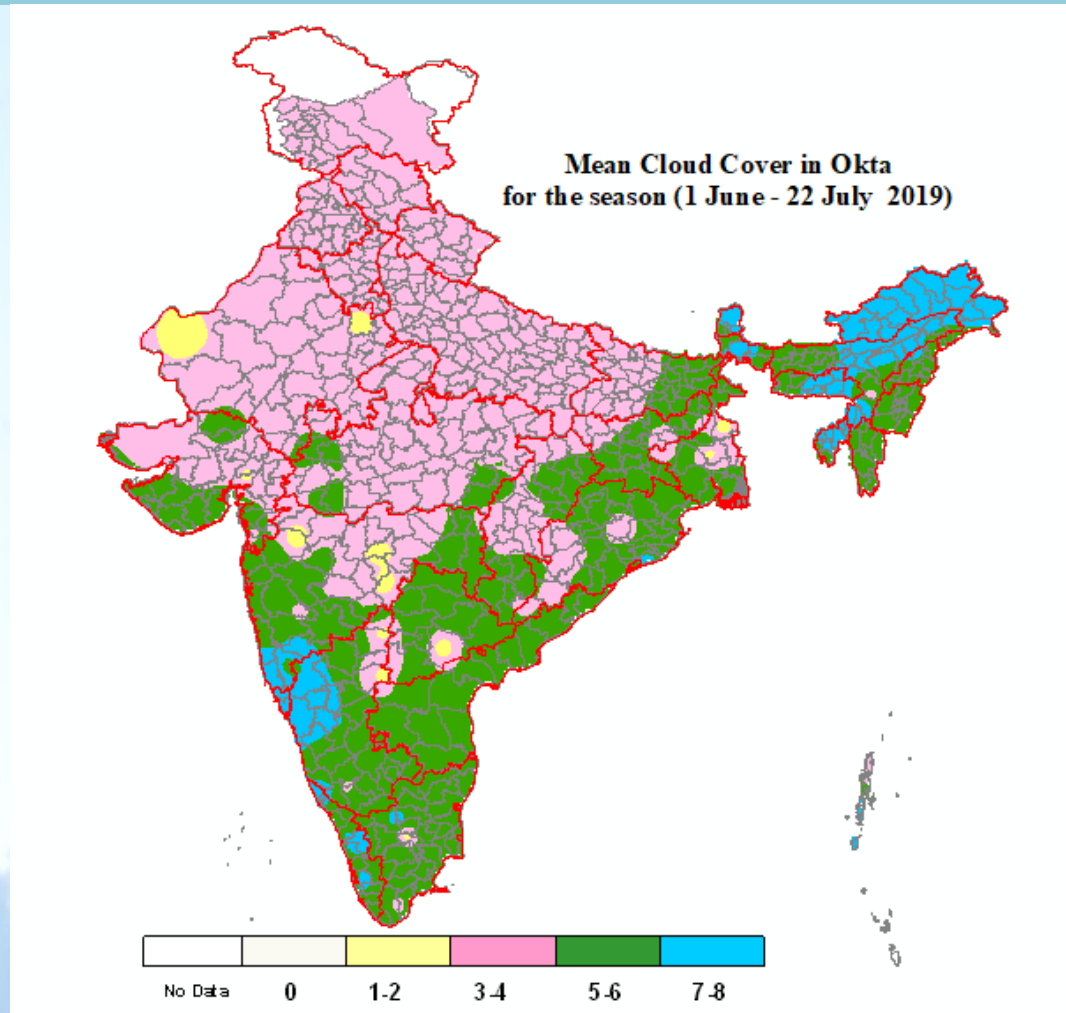 Mean Cloud Cover in Okta
for the season (1 June - 22 July 2019)
No Data 0 1-2 3-4 5-6 7-8